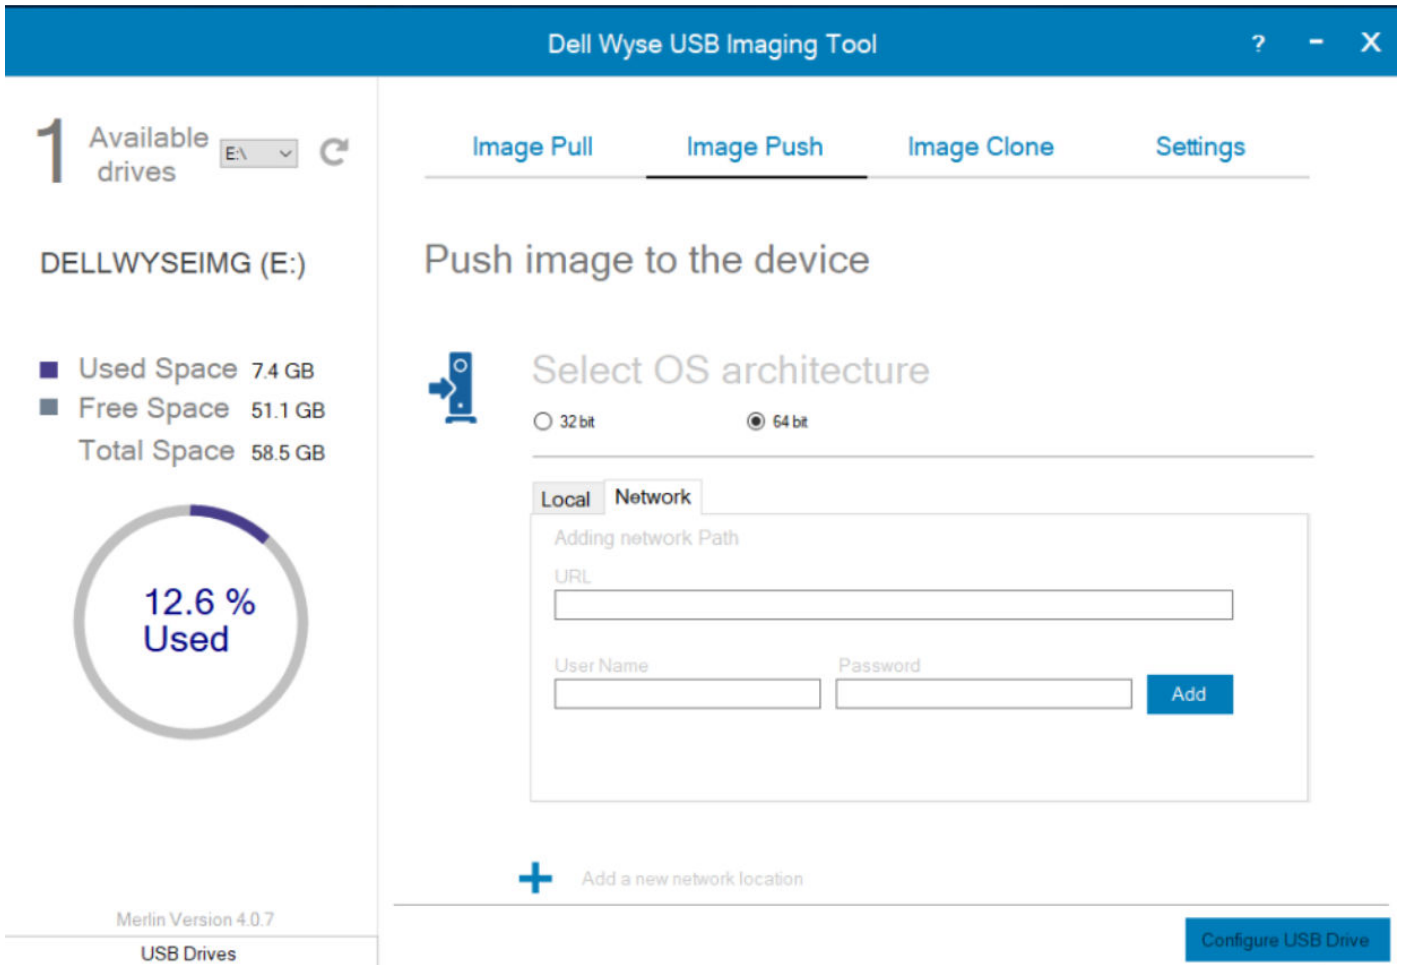 Dell Wyse USB Imaging Tool
? - X
1 Available drives E:\
Image Pull Image Push Image Clone Settings
DELLWYSEIMG (E:)
Push image to the device
Used Space 7.4 GB
Free Space 51.1 GB
Total Space 58.5 GB
12.6 %
Used
Select OS architecture
32 bit 64 bit
Local Network
Adding network Path
URL
User Name Password
Add
Add a new network location
Merlin Version 4.0.7
USB Drives
Configure USB Drive